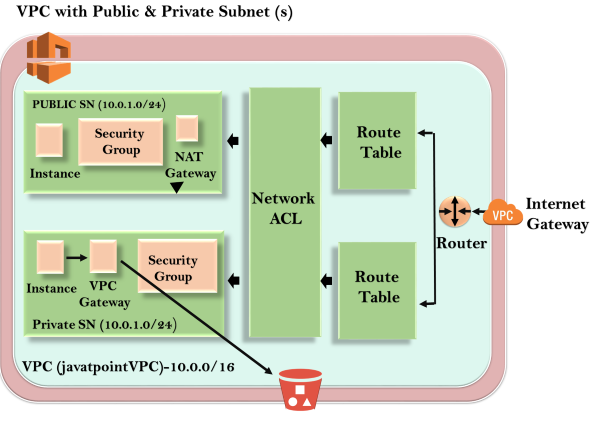 VPC with Public & Private Subnet (s)
PUBLIC SN (10.0.1.0/24)
Security
Group
Instance
NAT
Gateway
Network
ACL
Route
Table
Internet
Gateway
VPC
Router
Instance
VPC
Gateway
Security
Group
Private SN (10.0.1.0/24)
Route
Table
VPC (javatpointVPC)-10.0.0/16